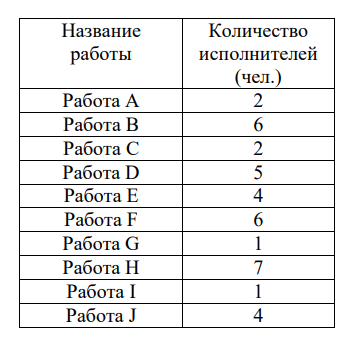 Название Количество
работы исполнителей
(чел.)
Работа A 2
Работа B 6
Работа C 2
Работа D 5
Работа E 4
Работа F 6
Работа G 1
Работа H 7
Работа I 1
Работа J 4